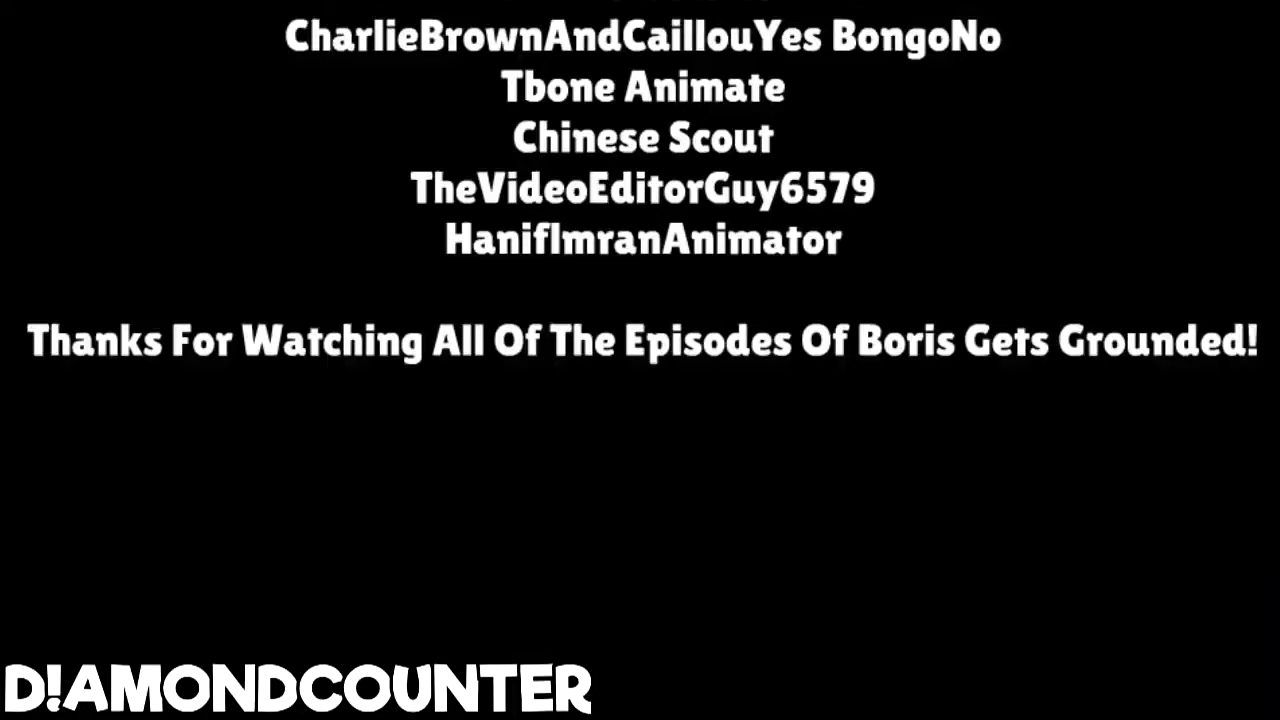 CharlieBrownAndCaillouYes BongoNo
Tbone Animate
Chinese Scout
TheVideoEditorGuy6579
HanifImranAnimator
Thanks For Watching All Of The Episodes Of Boris Gets Grounded!
D!AMONDCOUNTER